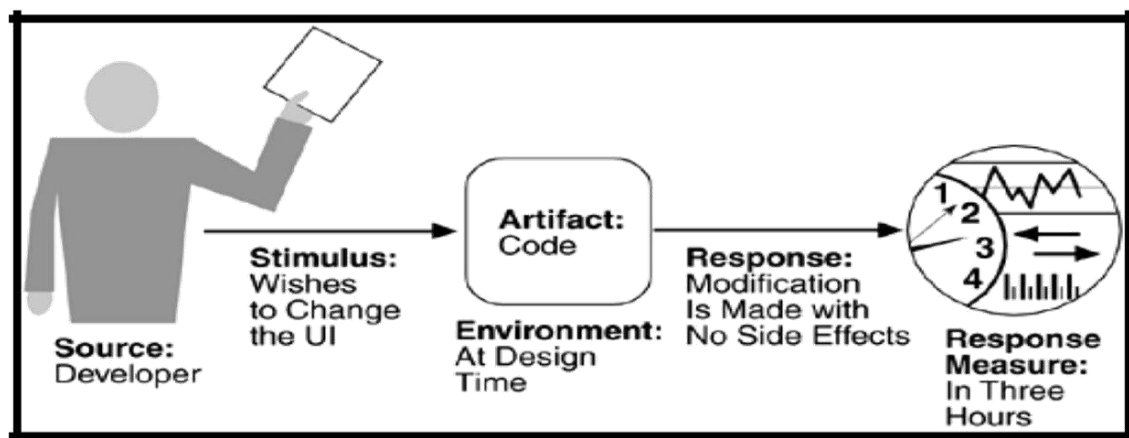 Source:
Developer
Stimulus:
Wishes
to Change
the UI
Artifact:
Code
Environment:
At Design
Time
Response:
Modification
Is Made with
No Side Effects
1
2
3
4
Response
Measure:
In Three
Hours